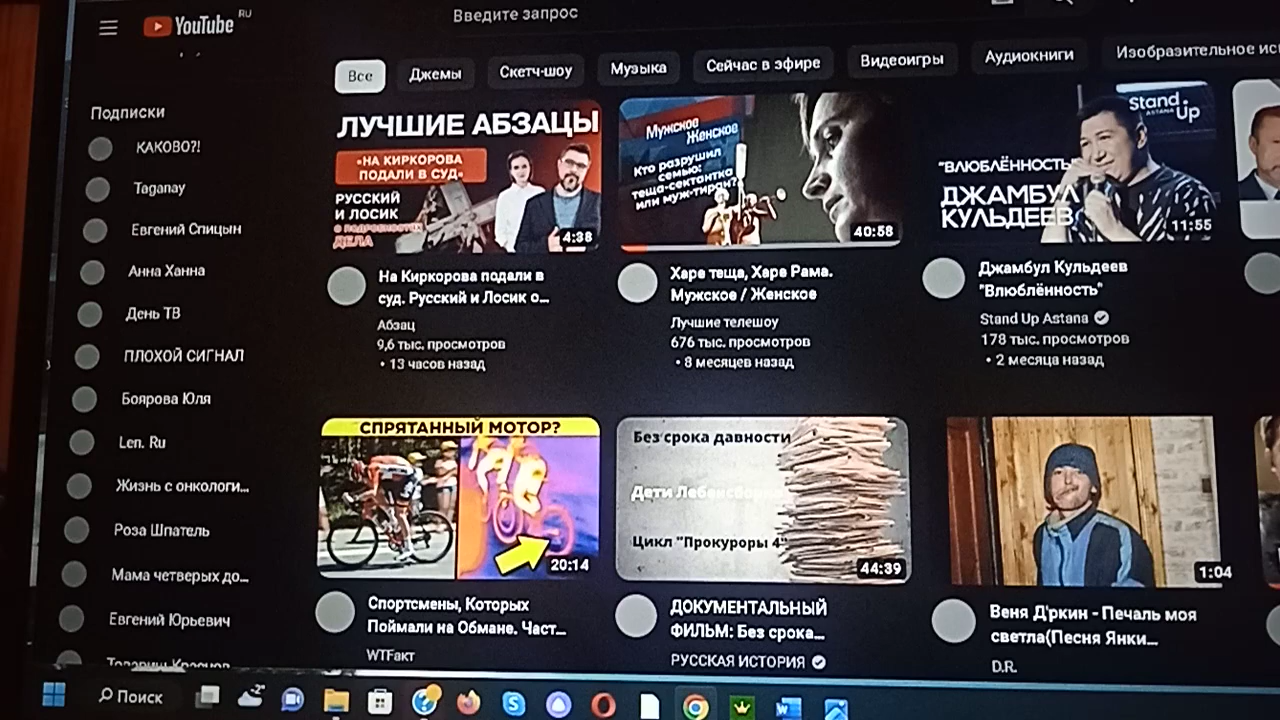 YouTube RU
Введите запрос
Все
Джемы
Скетч-шоу
Музыка
Сейчас в эфире
Видеоигры
Аудиокниги
Изобразительное
Подписки
КАКОВО?!
Taganay
Евгений Спицын
Анна Ханна
День ТВ
ПЛОХОЙ СИГНАЛ
Боярова Юля
Len. Ru
Жизнь с онкологи...
Роза Шпатель
Мама четверых до...
Евгений Юрьевич
ЛУЧШИЕ АБЗАЦЫ
«НА КИРКОРОВА
ПОДАЛИ В СУД»
РУССКИЙ
И ЛОСИК
О ПОДРОБНОСТЯХ
ДЕЛА
4:38
На Киркорова подали в
суд. Русский и Лосик о...
Абзац
9,6 тыс. просмотров
• 13 часов назад
Мужское
Женское
Кто разрушил
семью:
теща-сектантка
или муж-тиран?
40:58
Харе теща, Харе Рама.
Мужское / Женское
Лучшие телешоу
676 тыс. просмотров
• 8 месяцев назад
Stand
ASTANA Up
"ВЛЮБЛЁННОСТЬ"
ДЖАМБУЛ
КУЛЬДЕЕВ
11:55
Джамбул Кульдеев
"Влюблённость"
Stand Up Astana
178 тыс. просмотров
• 2 месяца назад
СПРЯТАННЫЙ МОТОР?
20:14
Спортсмены, Которых
Поймали на Обмане. Част...
WTFакт
Без срока давности
Дети Лебенсборна
Цикл "Прокуроры 4"
44:39
ДОКУМЕНТАЛЬНЫЙ
ФИЛЬМ: Без срока...
РУССКАЯ ИСТОРИЯ
1:04
Веня Д'ркин - Печаль моя
светла(Песня Янки...
D.R.
Поиск